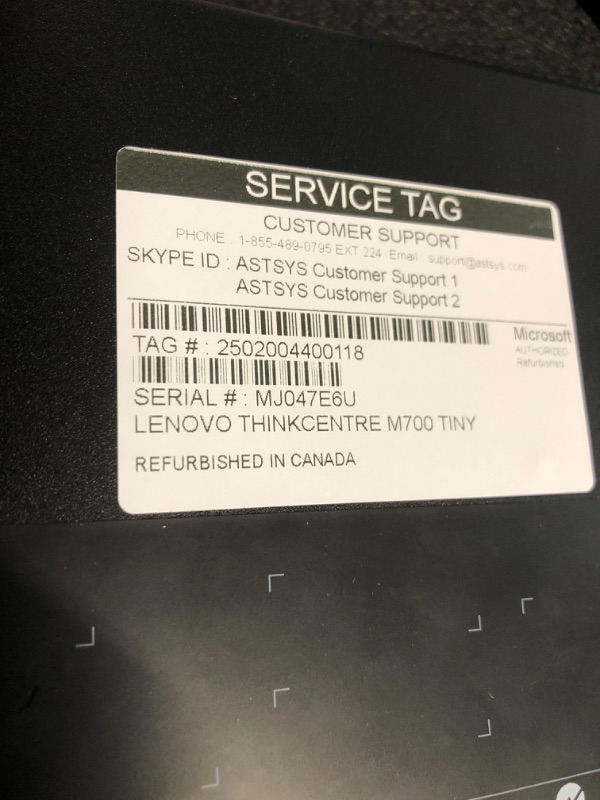 SERVICE TAG
CUSTOMER SUPPORT
PHONE : 1-855-489-0795 EXT 224 Email : support@astsys.com
SKYPE ID : ASTSYS Customer Support 1
ASTSYS Customer Support 2
Microsoft
AUTHORIZED
Refurbished
TAG # : 2502004400118
SERIAL # : MJ047E6U
LENOVO THINKCENTRE M700 TINY
REFURBISHED IN CANADA